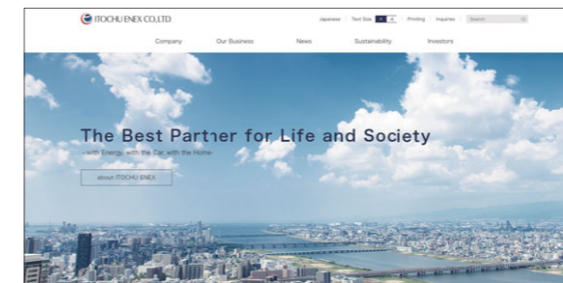 ITOCHU ENEX CO.,LTD.
Japanese Text Size A A Printing Inquiries Search
Company Our Business News Sustainability Investors
The Best Partner for Life and Society
-with Energy, with the Car, with the Home-
about ITOCHU ENEX